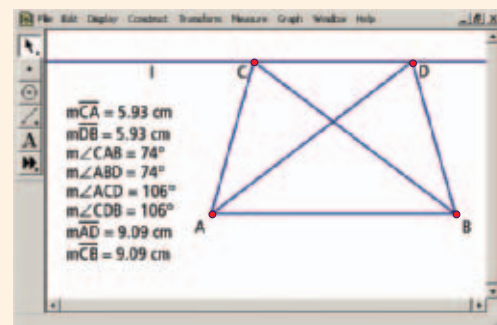 File Edit Display Construct Transform Measure Graph Window Help
l
C
D
mCA = 5.93 cm
mDB = 5.93 cm
m∠CAB = 74°
m∠ABD = 74°
m∠ACD = 106°
m∠CDB = 106°
mAD = 9.09 cm
mCB = 9.09 cm
A
A
B